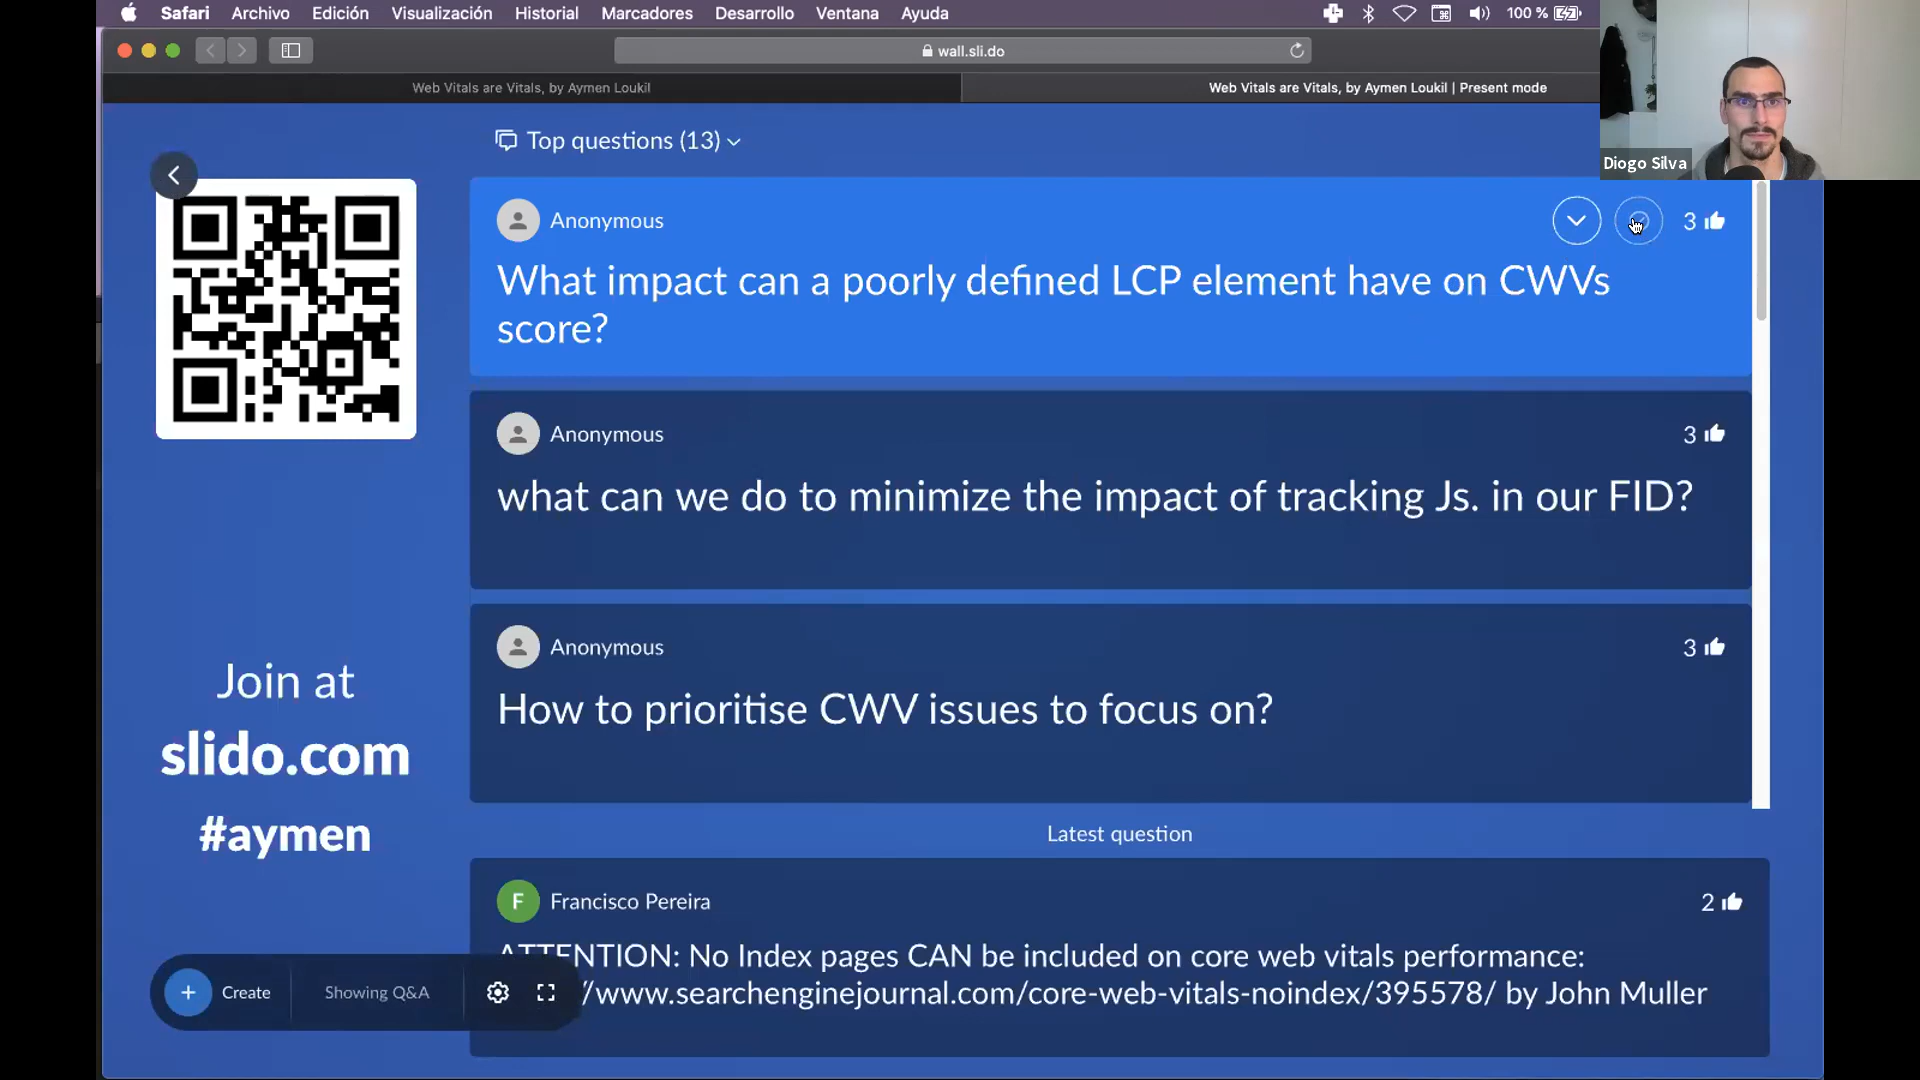 Safari Archivo Edición Visualización Historial Marcadores Desarrollo Ventana Ayuda 100 %
wall.sli.do
Web Vitals are Vitals, by Aymen Loukil
Web Vitals are Vitals, by Aymen Loukil | Present mode
Diogo Silva
Top questions (13)
Anonymous 3
What impact can a poorly defined LCP element have on CWVs
score?
Anonymous 3
what can we do to minimize the impact of tracking Js. in our FID?
Anonymous 3
How to prioritise CWV issues to focus on?
Join at
slido.com
#aymen
Latest question
F Francisco Pereira 2
ATTENTION: No Index pages CAN be included on core web vitals performance:
//www.searchenginejournal.com/core-web-vitals-noindex/395578/ by John Muller
+ Create Showing Q&A